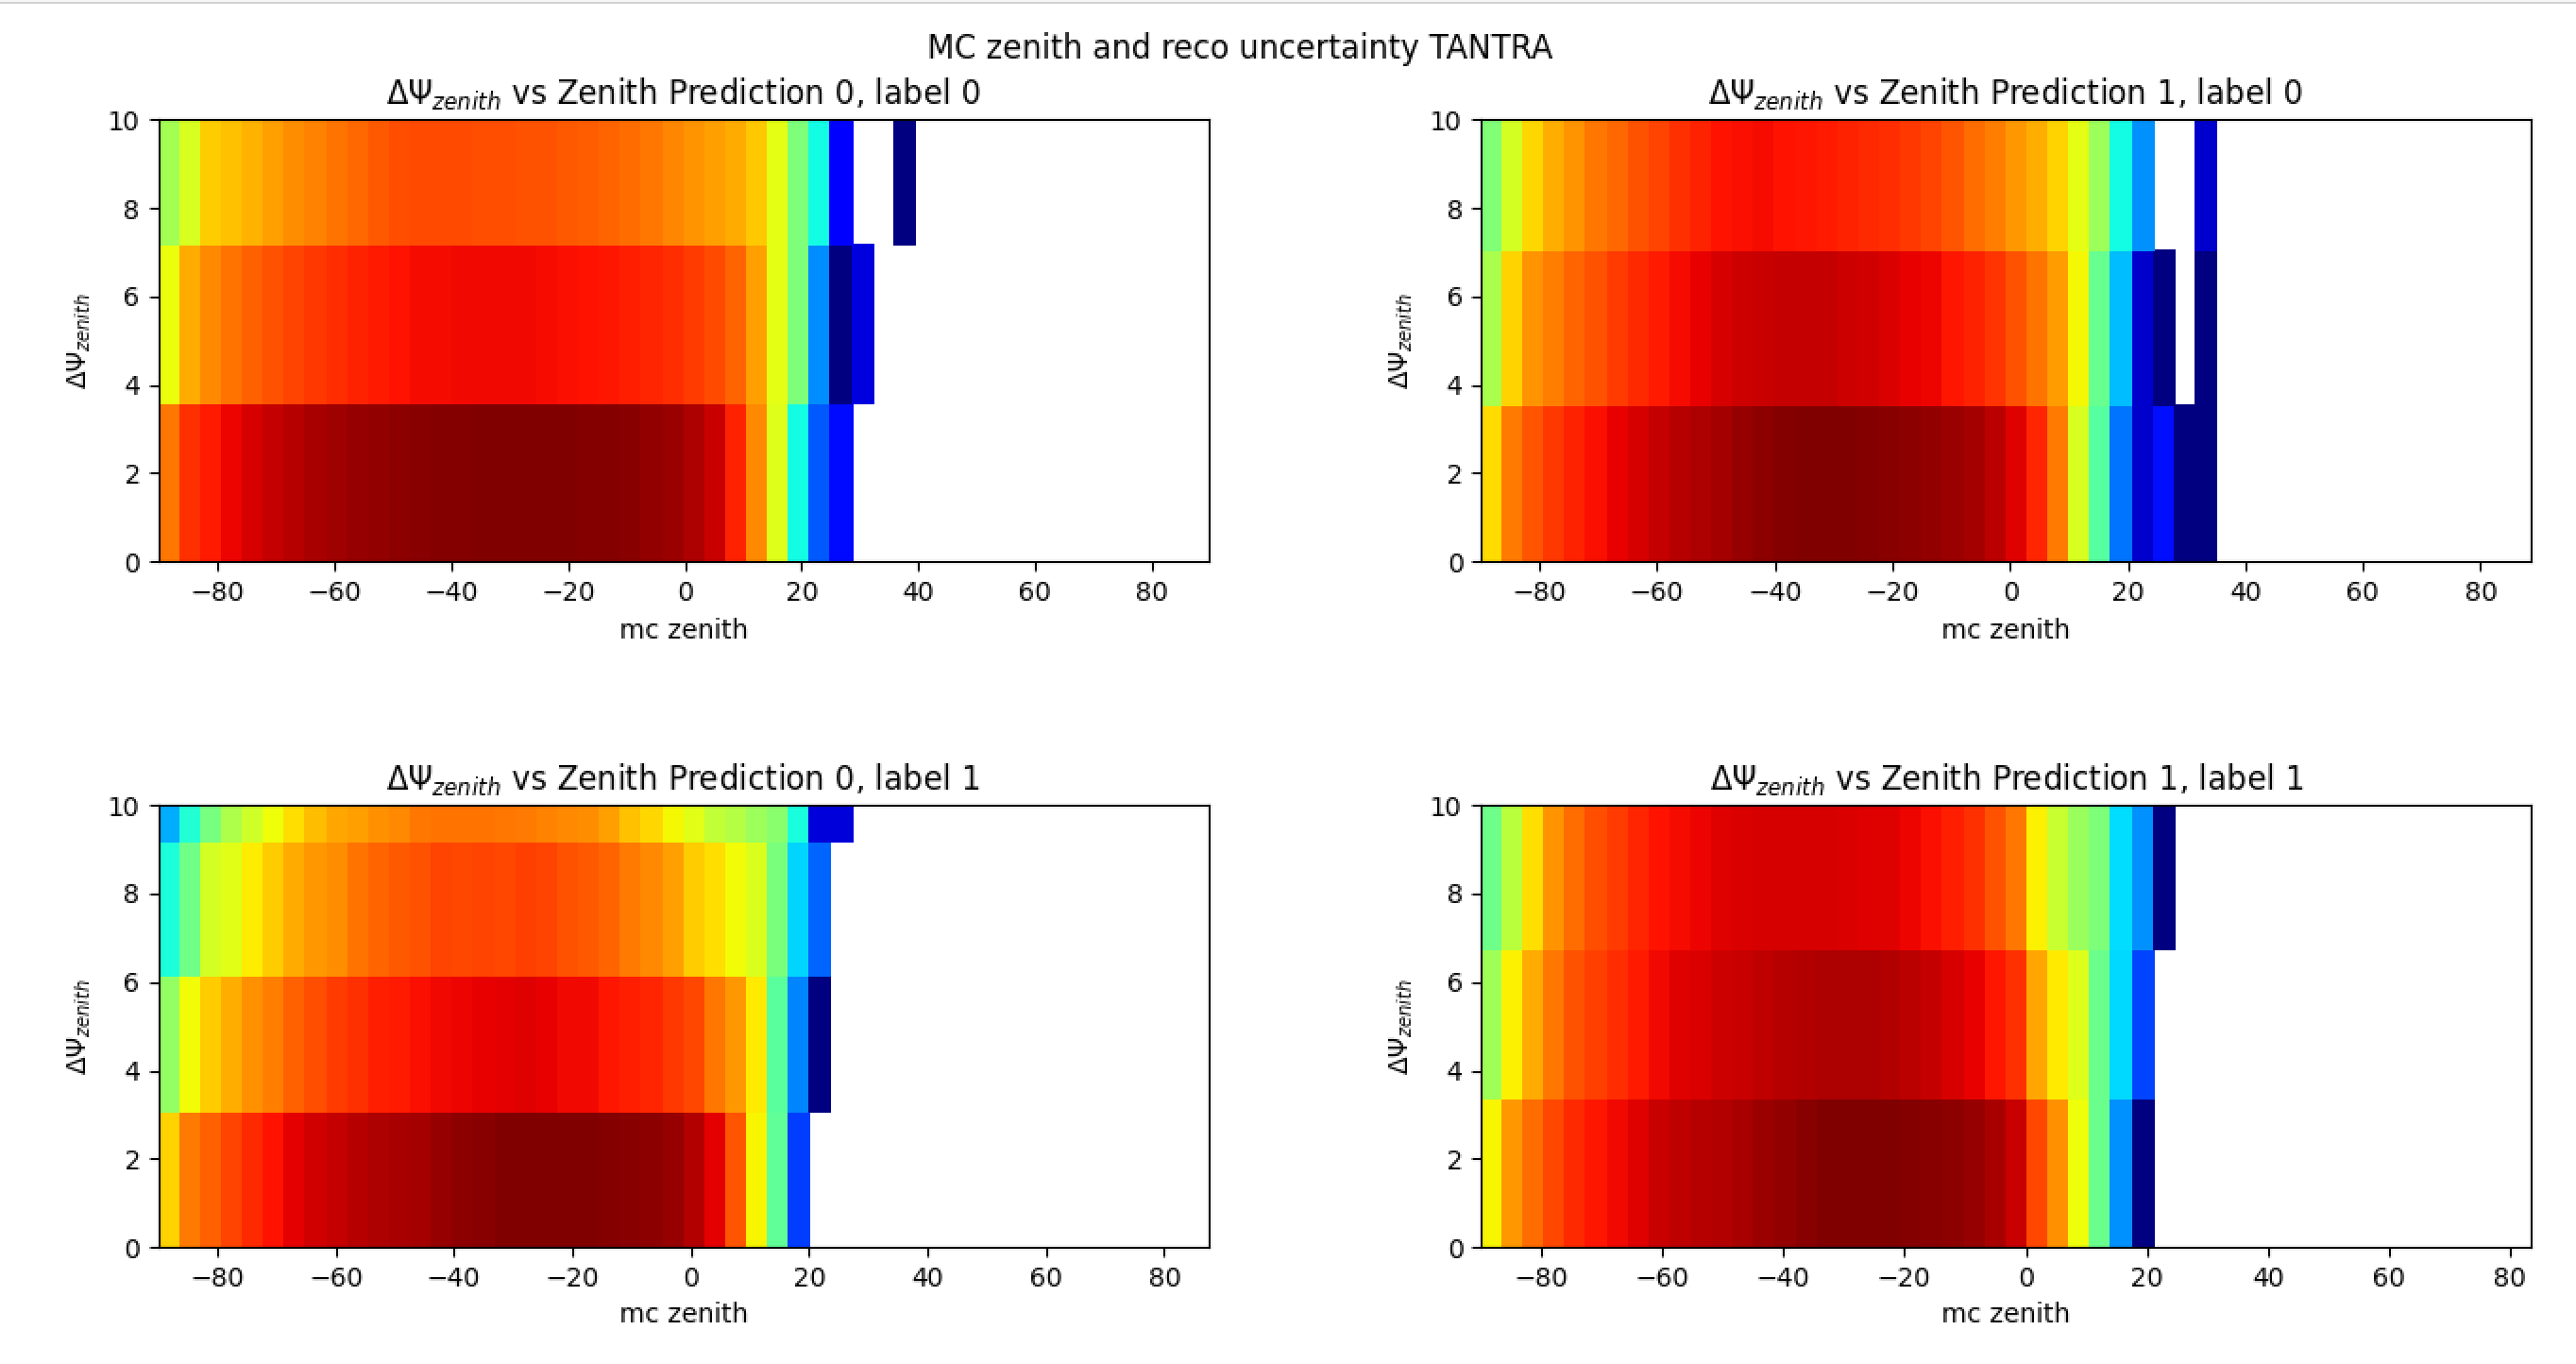 MC zenith and reco uncertainty TANTRA
ΔΨzenith vs Zenith Prediction 0, label 0
ΔΨzenith vs Zenith Prediction 1, label 0
10
8
6
4
2
0
ΔΨzenith
−80 −60 −40 −20 0 20 40 60 80
mc zenith
10
8
6
4
2
0
ΔΨzenith
−80 −60 −40 −20 0 20 40 60 80
mc zenith
ΔΨzenith vs Zenith Prediction 0, label 1
ΔΨzenith vs Zenith Prediction 1, label 1
10
8
6
4
2
0
ΔΨzenith
−80 −60 −40 −20 0 20 40 60 80
mc zenith
10
8
6
4
2
0
ΔΨzenith
−80 −60 −40 −20 0 20 40 60 80
mc zenith